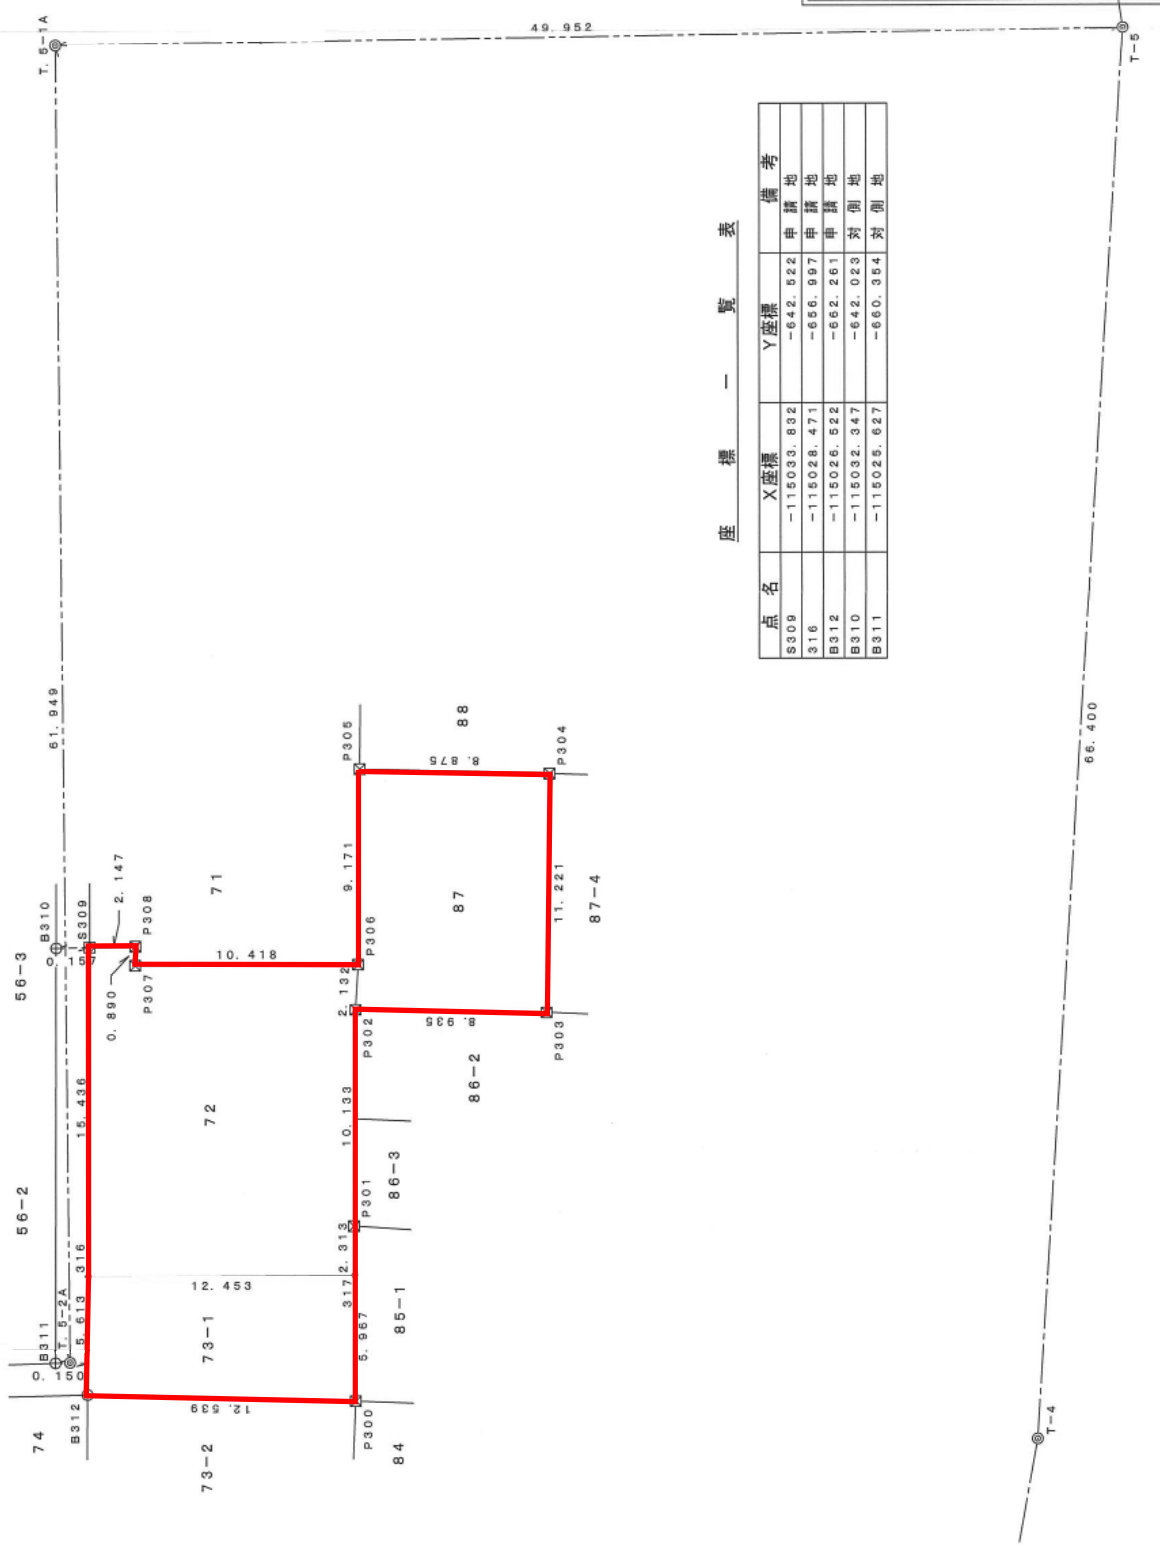 T. 5-1A
49. 952
T-5
61. 949
66. 400
T-4
座標一覧表
点名 X座標 Y座標 備考
S309 -115033. 832 -642. 522 申請地
316 -115028. 471 -656. 997 申請地
B312 -115026. 522 -662. 261 申請地
B310 -115032. 347 -642. 023 対側地
B311 -115025. 627 -660. 354 対側地
56-3
B310
S309
0. 157
2. 147
P308
0. 890
P307
71
10. 418
P306
9. 171
P305
88
8. 875
P304
87
11. 221
87-4
2. 132
P302
8. 935
P303
86-2
15. 436
72
10. 133
86-3
P301
56-2
316
12. 453
2. 313
317
T. 5-2A
B311
5. 613
73-1
5. 967
85-1
0. 150
B312
12. 539
P300
74
73-2
84